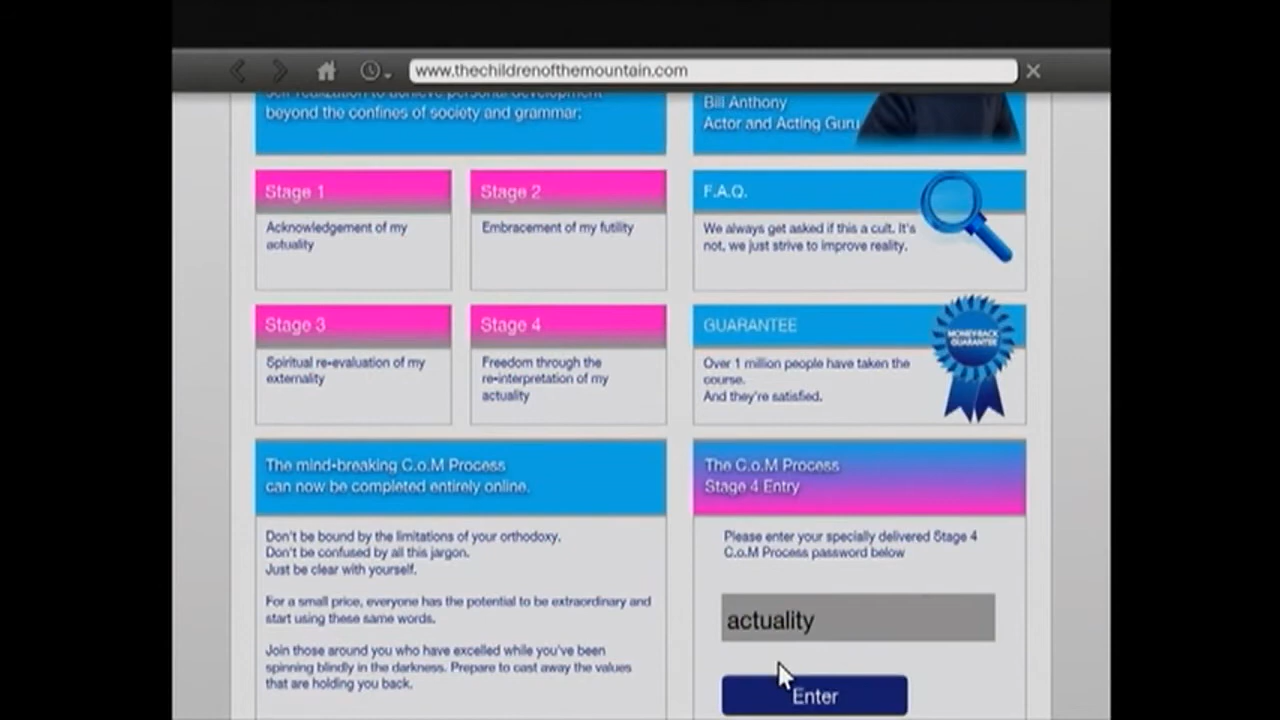 www.thechildrenofthemountain.com
self-realization to achieve personal development
beyond the confines of society and grammar:
Bill Anthony
Actor and Acting Guru
Stage 1
Acknowledgement of my
actuality
Stage 2
Embracement of my futility
F.A.Q.
We always get asked if this a cult. It's
not, we just strive to improve reality.
Stage 3
Spiritual re-evaluation of my
externality
Stage 4
Freedom through the
re-interpretation of my
actuality
GUARANTEE
MONEY-BACK
GUARANTEE
Over 1 million people have taken the
course.
And they're satisfied.
The mind-breaking C.o.M Process
can now be completed entirely online.
Don't be bound by the limitations of your orthodoxy.
Don't be confused by all this jargon.
Just be clear with yourself.
For a small price, everyone has the potential to be extraordinary and
start using these same words.
Join those around you who have excelled while you've been
spinning blindly in the darkness. Prepare to cast away the values
that are holding you back.
The C.o.M Process
Stage 4 Entry
Please enter your specially delivered Stage 4
C.o.M Process password below
actuality
Enter